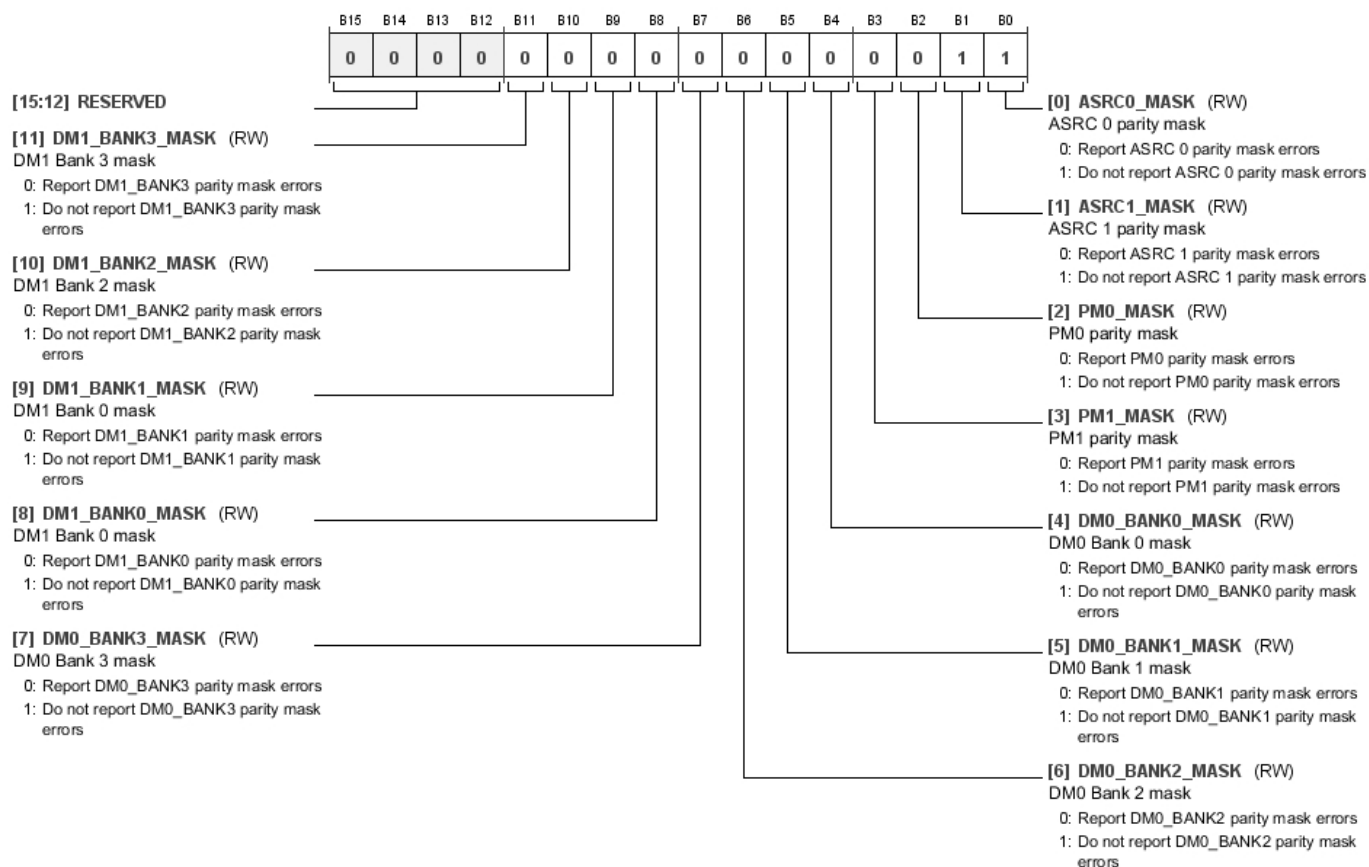 B15 B14 B13 B12 B11 B10 B9 B8 B7 B6 B5 B4 B3 B2 B1 B0
0 0 0 0 0 0 0 0 0 0 0 0 0 0 1 1
[15:12] RESERVED
[11] DM1_BANK3_MASK (RW)
DM1 Bank 3 mask
0: Report DM1_BANK3 parity mask errors
1: Do not report DM1_BANK3 parity mask
errors
[10] DM1_BANK2_MASK (RW)
DM1 Bank 2 mask
0: Report DM1_BANK2 parity mask errors
1: Do not report DM1_BANK2 parity mask
errors
[9] DM1_BANK1_MASK (RW)
DM1 Bank 0 mask
0: Report DM1_BANK1 parity mask errors
1: Do not report DM1_BANK1 parity mask
errors
[8] DM1_BANK0_MASK (RW)
DM1 Bank 0 mask
0: Report DM1_BANK0 parity mask errors
1: Do not report DM1_BANK0 parity mask
errors
[7] DM0_BANK3_MASK (RW)
DM0 Bank 3 mask
0: Report DM0_BANK3 parity mask errors
1: Do not report DM0_BANK3 parity mask
errors
[0] ASRC0_MASK (RW)
ASRC 0 parity mask
0: Report ASRC 0 parity mask errors
1: Do not report ASRC 0 parity mask errors
[1] ASRC1_MASK (RW)
ASRC 1 parity mask
0: Report ASRC 1 parity mask errors
1: Do not report ASRC 1 parity mask errors
[2] PM0_MASK (RW)
PM0 parity mask
0: Report PM0 parity mask errors
1: Do not report PM0 parity mask errors
[3] PM1_MASK (RW)
PM1 parity mask
0: Report PM1 parity mask errors
1: Do not report PM1 parity mask errors
[4] DM0_BANK0_MASK (RW)
DM0 Bank 0 mask
0: Report DM0_BANK0 parity mask errors
1: Do not report DM0_BANK0 parity mask
errors
[5] DM0_BANK1_MASK (RW)
DM0 Bank 1 mask
0: Report DM0_BANK1 parity mask errors
1: Do not report DM0_BANK1 parity mask
errors
[6] DM0_BANK2_MASK (RW)
DM0 Bank 2 mask
0: Report DM0_BANK2 parity mask errors
1: Do not report DM0_BANK2 parity mask
errors